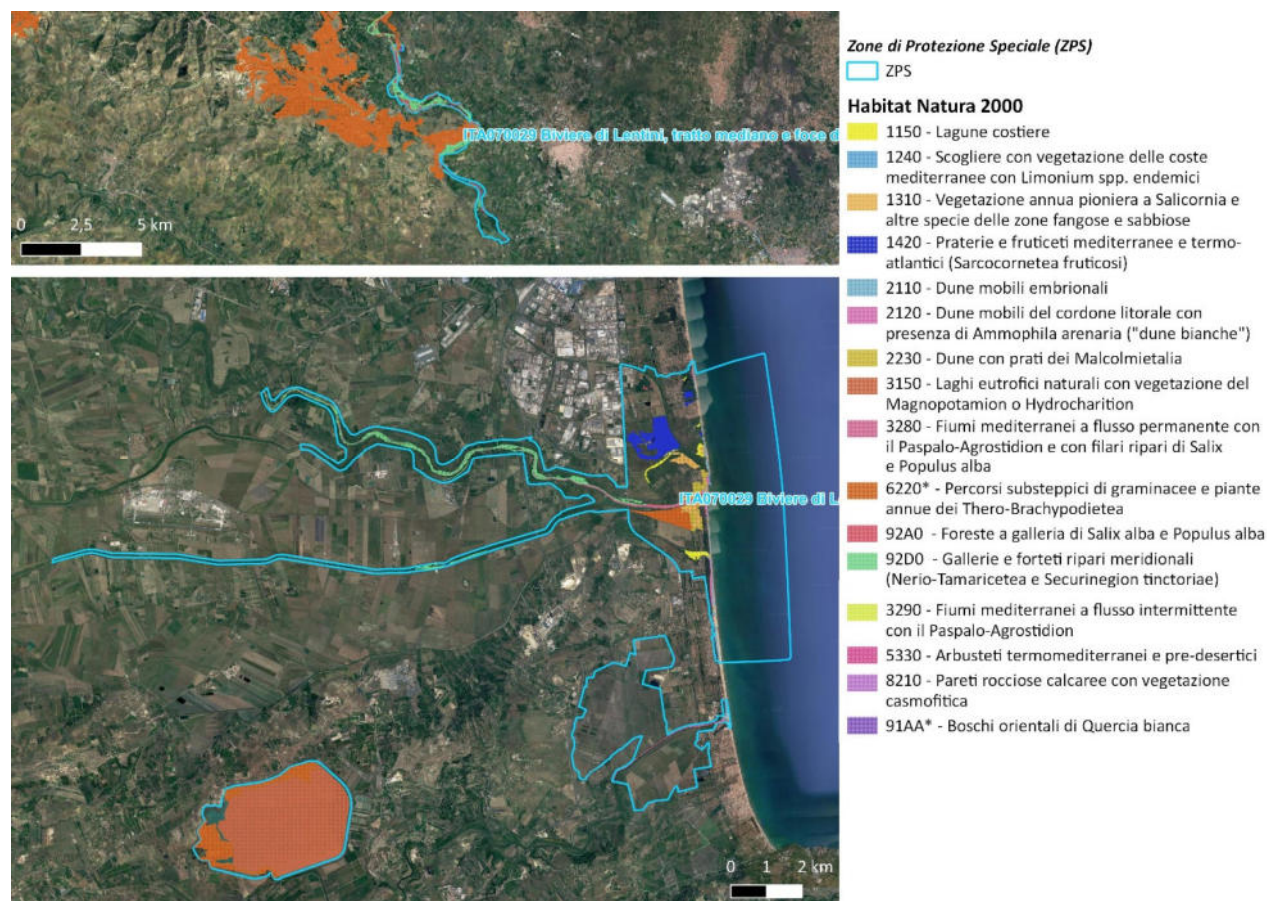 Zone di Protezione Speciale (ZPS)
ZPS
Habitat Natura 2000
1150 - Lagune costiere
1240 - Scogliere con vegetazione delle coste
mediterranee con Limonium spp. endemici
1310 - Vegetazione annua pioniera a Salicornia e
altre specie delle zone fangose e sabbiose
1420 - Praterie e fruticeti mediterranee e termo-
atlantici (Sarcocornetea fruticosi)
2110 - Dune mobili embrionali
2120 - Dune mobili del cordone litorale con
presenza di Ammophila arenaria ("dune bianche")
2230 - Dune con prati dei Malcolmietalia
3150 - Laghi eutrofici naturali con vegetazione del
Magnopotamion o Hydrocharition
3280 - Fiumi mediterranei a flusso permanente con
il Paspalo-Agrostidion e con filari ripari di Salix
e Populus alba
6220* - Percorsi substeppici di graminacee e piante
annue dei Thero-Brachypodietea
92A0 - Foreste a galleria di Salix alba e Populus alba
92D0 - Gallerie e forteti ripari meridionali
(Nerio-Tamaricetea e Securinegion tinctoriae)
3290 - Fiumi mediterranei a flusso intermittente
con il Paspalo-Agrostidion
5330 - Arbusteti termomediterranei e pre-desertici
8210 - Pareti rocciose calcaree con vegetazione
casmofitica
91AA* - Boschi orientali di Quercia bianca
ITA070029 Biviere di Lentini, tratto mediano e foce d
0 2,5 5 km
ITA070029 Biviere di L
0 1 2 km